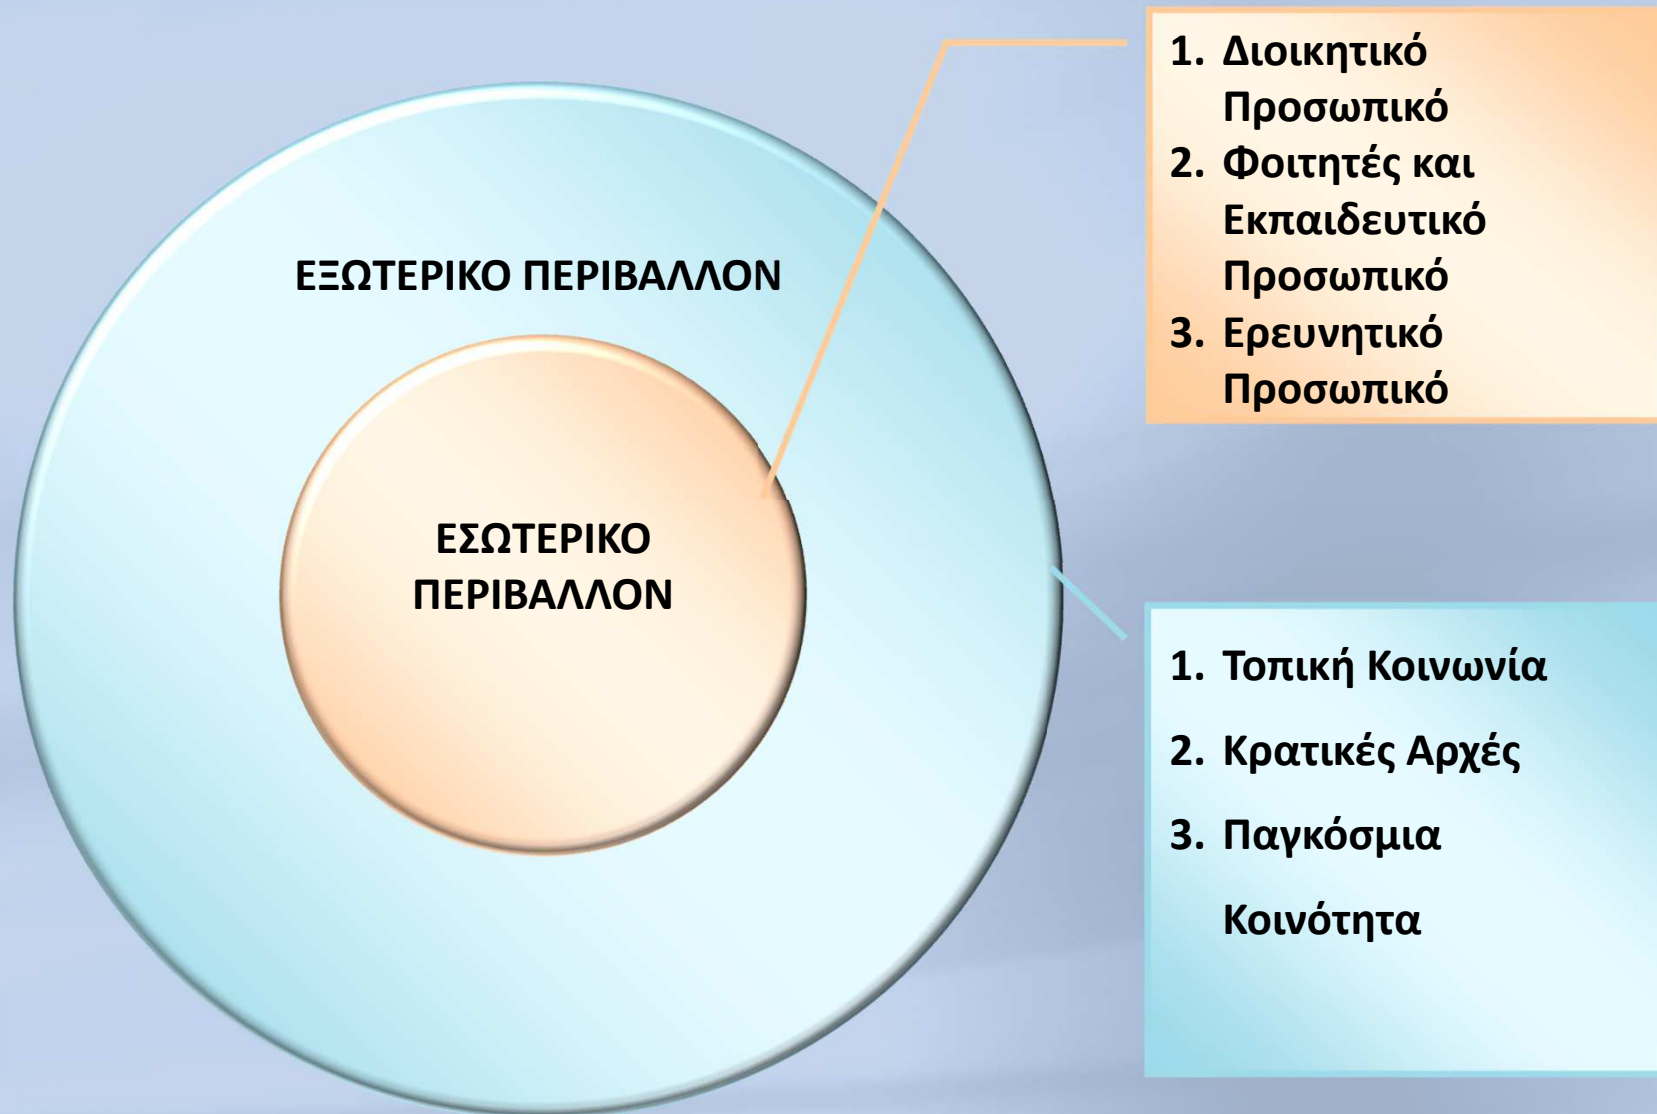 ΕΞΩΤΕΡΙΚΟ ΠΕΡΙΒΑΛΛΟΝ
ΕΣΩΤΕΡΙΚΟ
ΠΕΡΙΒΑΛΛΟΝ
1. Διοικητικό
Προσωπικό
2. Φοιτητές και
Εκπαιδευτικό
Προσωπικό
3. Ερευνητικό
Προσωπικό
1. Τοπική Κοινωνία
2. Κρατικές Αρχές
3. Παγκόσμια
Κοινότητα